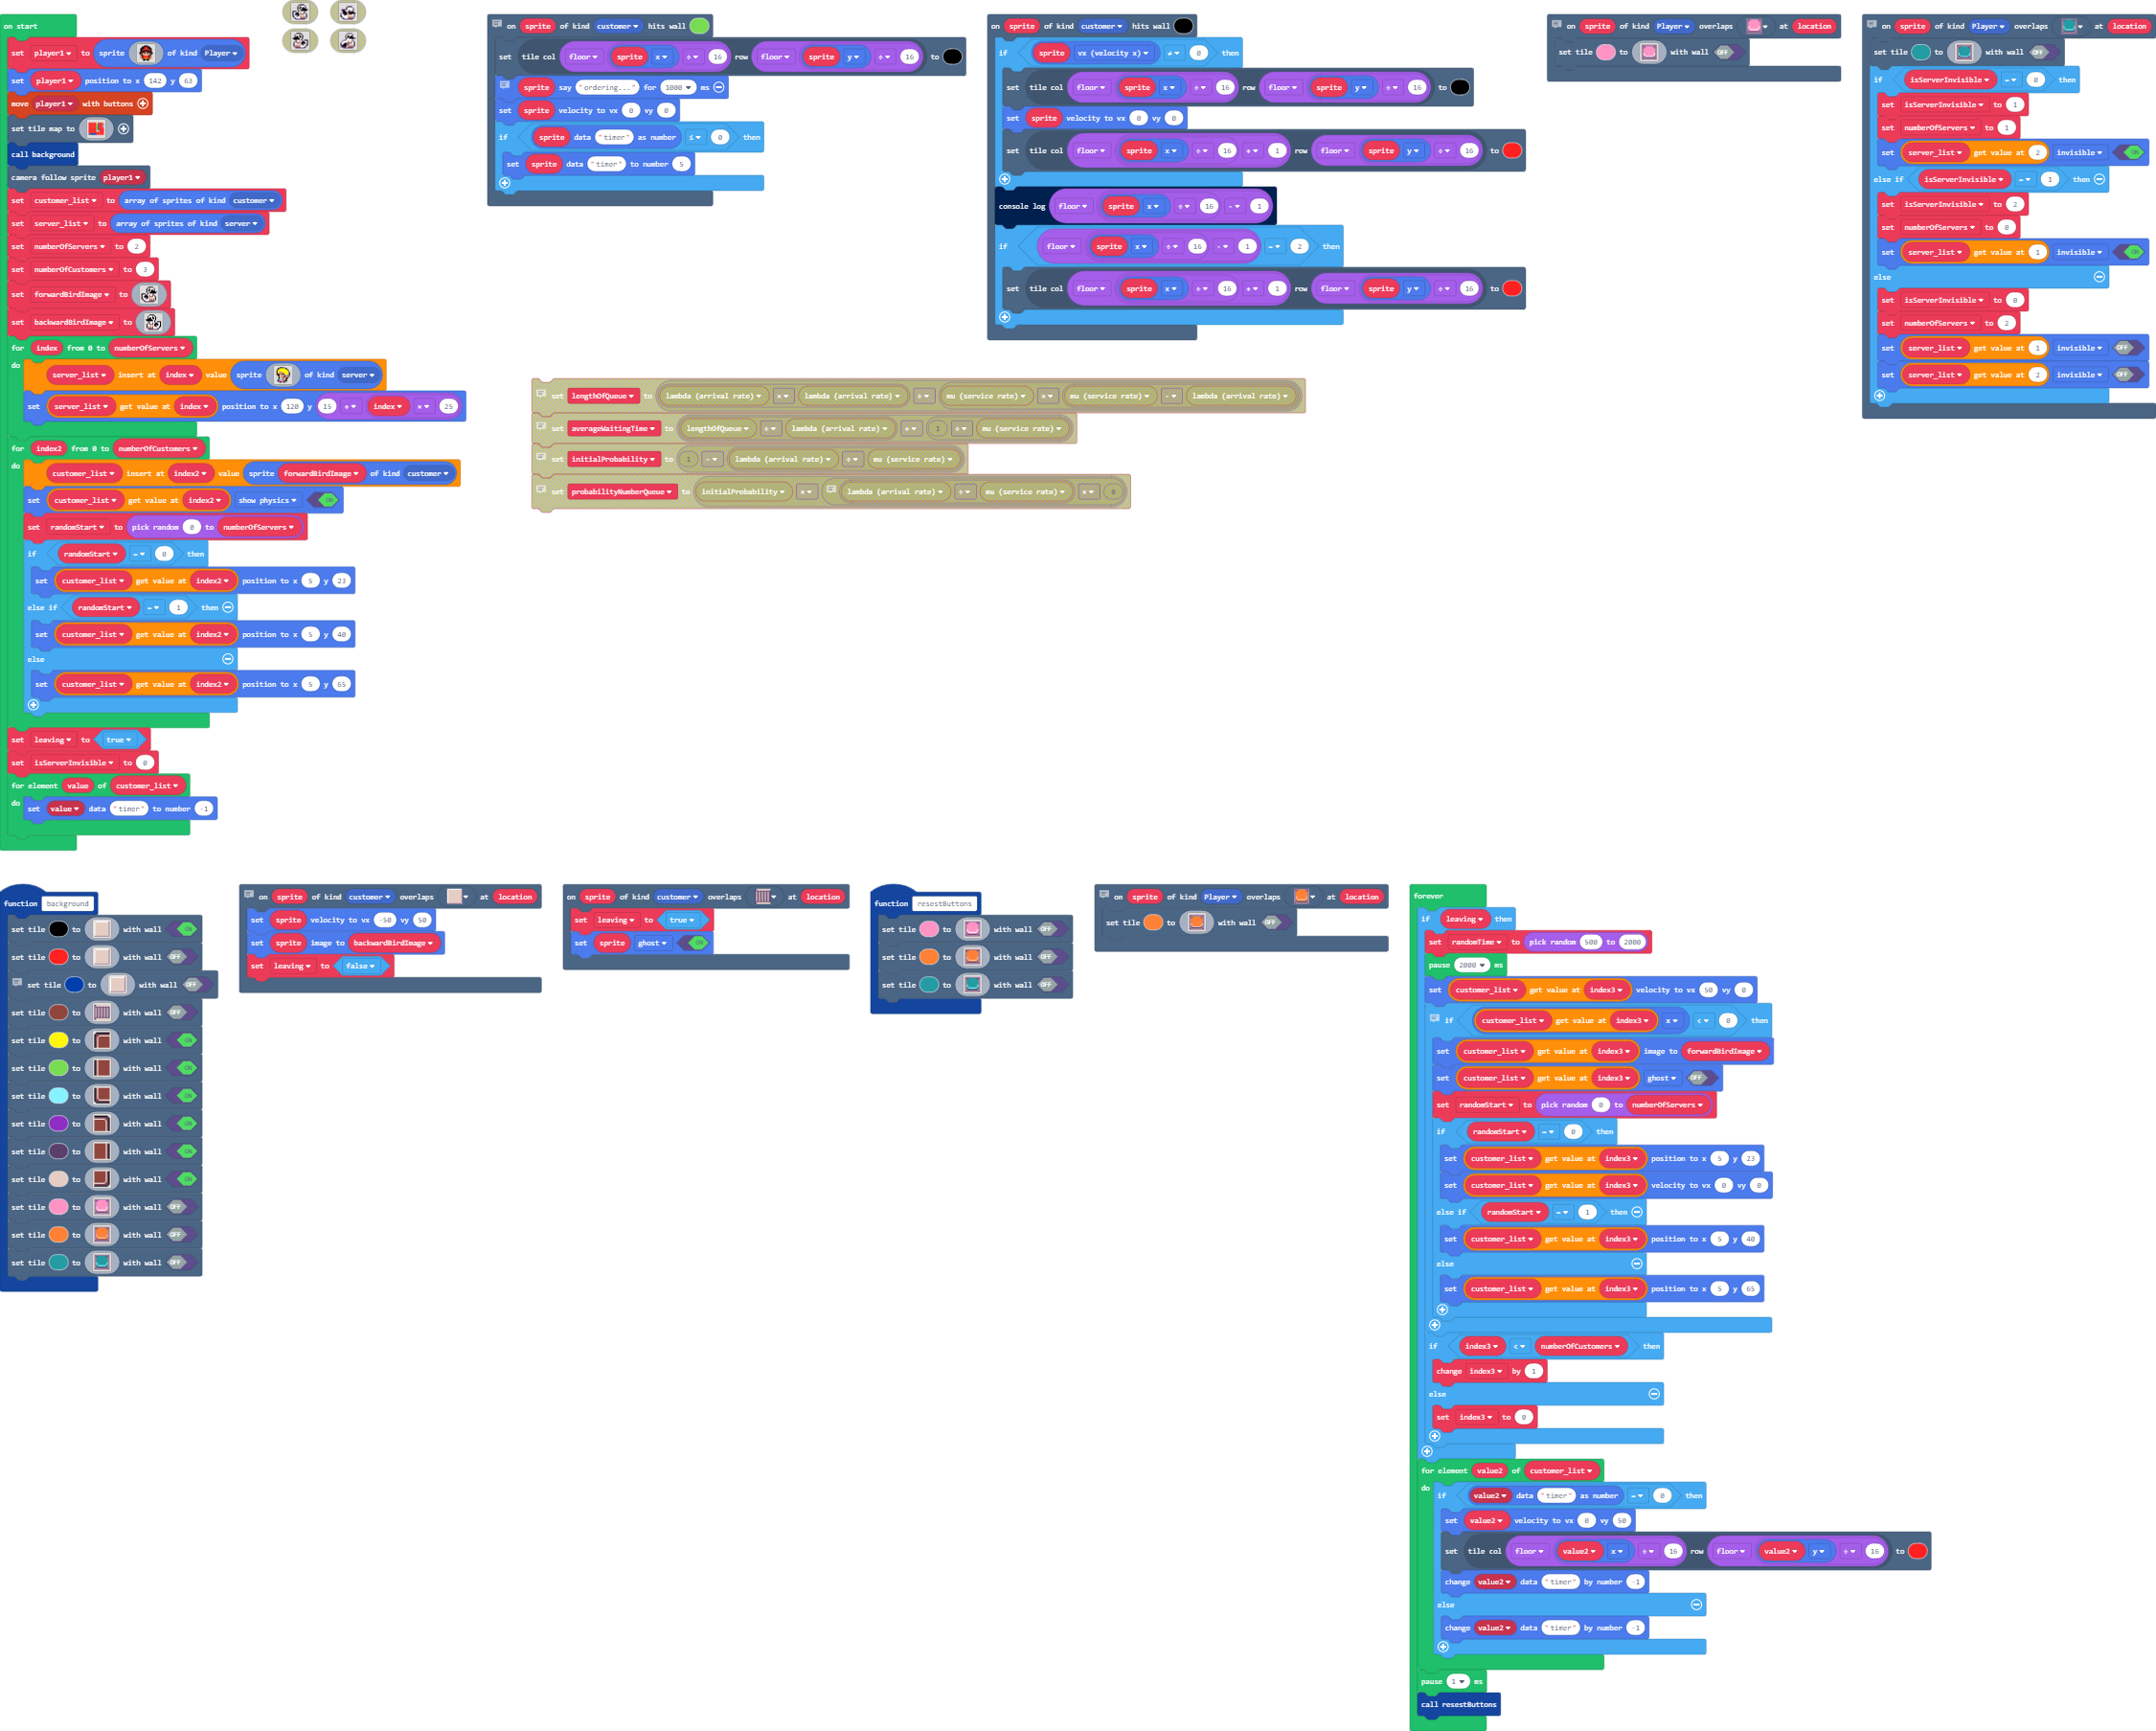 on start
set player1 to sprite of kind Player
set player1 position to x 142 y 63
move player1 with buttons
set tile map to
call background
camera follow sprite player1
set customer_list to array of sprites of kind customer
set server_list to array of sprites of kind server
set numberOfServers to 2
set numberOfCustomers to 3
set forwardBirdImage to
set backwardBirdImage to
for index from 0 to numberOfServers
do server_list insert at index value sprite of kind server
set server_list get value at index position to x 120 y 15 + index × 25
for index2 from 0 to numberOfCustomers
do customer_list insert at index2 value sprite forwardBirdImage of kind customer
set customer_list get value at index2 show physics ON
set randomStart to pick random 0 to numberOfServers
if randomStart = 0 then
set customer_list get value at index2 position to x 5 y 23
else if randomStart = 1 then
set customer_list get value at index2 position to x 5 y 40
else
set customer_list get value at index2 position to x 5 y 65
set leaving to true
set isServerInvisible to 0
for element value of customer_list
do set value data "timer" to number -1
on sprite of kind customer hits wall
set tile col floor sprite x ÷ 16 row floor sprite y ÷ 16 to
sprite say "ordering..." for 1000 ms
set sprite velocity to vx 0 vy 0
if sprite data "timer" as number ≤ 0 then
set sprite data "timer" to number 5
on sprite of kind customer hits wall
if sprite vx (velocity x) ≠ 0 then
set tile col floor sprite x ÷ 16 row floor sprite y ÷ 16 to
set sprite velocity to vx 0 vy 0
set tile col floor sprite x ÷ 16 + 1 row floor sprite y ÷ 16 to
console log floor sprite x ÷ 16 - 1
if floor sprite x ÷ 16 - 1 = 2 then
set tile col floor sprite x ÷ 16 + 1 row floor sprite y ÷ 16 to
on sprite of kind Player overlaps at location
set tile to with wall OFF
on sprite of kind Player overlaps at location
set tile to with wall OFF
if isServerInvisible = 0 then
set isServerInvisible to 1
set numberOfServers to 1
set server_list get value at 2 invisible ON
else if isServerInvisible = 1 then
set isServerInvisible to 2
set numberOfServers to 0
set server_list get value at 1 invisible ON
else
set isServerInvisible to 0
set numberOfServers to 2
set server_list get value at 1 invisible OFF
set server_list get value at 2 invisible OFF
set lengthOfQueue to lambda (arrival rate) × lambda (arrival rate) ÷ mu (service rate) × mu (service rate) - lambda (arrival rate)
set averageWaitingTime to lengthOfQueue ÷ lambda (arrival rate) + 1 ÷ mu (service rate)
set initialProbability to 1 - lambda (arrival rate) ÷ mu (service rate)
set probabilityNumberQueue to initialProbability × lambda (arrival rate) ÷ mu (service rate) × 0
function background
set tile to with wall ON
set tile to with wall OFF
set tile to with wall OFF
set tile to with wall OFF
set tile to with wall ON
set tile to with wall ON
set tile to with wall ON
set tile to with wall ON
set tile to with wall ON
set tile to with wall ON
set tile to with wall OFF
set tile to with wall OFF
set tile to with wall OFF
on sprite of kind customer overlaps at location
set sprite velocity to vx -50 vy 50
set sprite image to backwardBirdImage
set leaving to false
on sprite of kind customer overlaps at location
set leaving to true
set sprite ghost ON
function resestButtons
set tile to with wall OFF
set tile to with wall OFF
set tile to with wall OFF
on sprite of kind Player overlaps at location
set tile to with wall OFF
forever
if leaving then
set randomTime to pick random 500 to 2000
pause 2000 ms
set customer_list get value at index3 velocity to vx 50 vy 0
if customer_list get value at index3 x < 0 then
set customer_list get value at index3 image to forwardBirdImage
set customer_list get value at index3 ghost OFF
set randomStart to pick random 0 to numberOfServers
if randomStart = 0 then
set customer_list get value at index3 position to x 5 y 23
set customer_list get value at index3 velocity to vx 0 vy 0
else if randomStart = 1 then
set customer_list get value at index3 position to x 5 y 40
else
set customer_list get value at index3 position to x 5 y 65
if index3 < numberOfCustomers then
change index3 by 1
else
set index3 to 0
for element value2 of customer_list
do if value2 data "timer" as number = 0 then
set value2 velocity to vx 0 vy 50
set tile col floor value2 x ÷ 16 row floor value2 y ÷ 16 to
change value2 data "timer" by number -1
else
change value2 data "timer" by number -1
pause 1 ms
call resestButtons